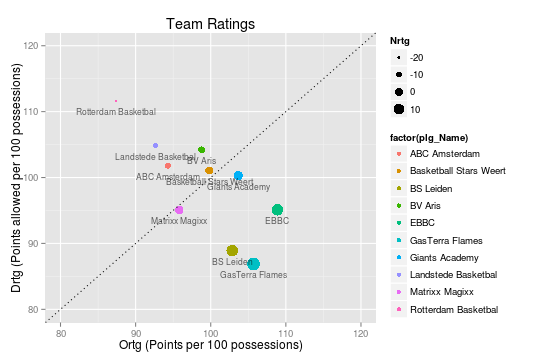 Team Ratings
Drtg (Points allowed per 100 possessions)
120
110
100
90
80
Rotterdam Basketbal
Landstede Basketbal
BV Aris
ABC Amsterdam
Basketball Stars Weert
Giants Academy
Matrixx Magixx
EBBC
BS Leiden
GasTerra Flames
80
90
100
110
120
Ortg (Points per 100 possessions)
Nrtg
-20
-10
0
10
factor(plg_Name)
ABC Amsterdam
Basketball Stars Weert
BS Leiden
BV Aris
EBBC
GasTerra Flames
Giants Academy
Landstede Basketbal
Matrixx Magixx
Rotterdam Basketbal